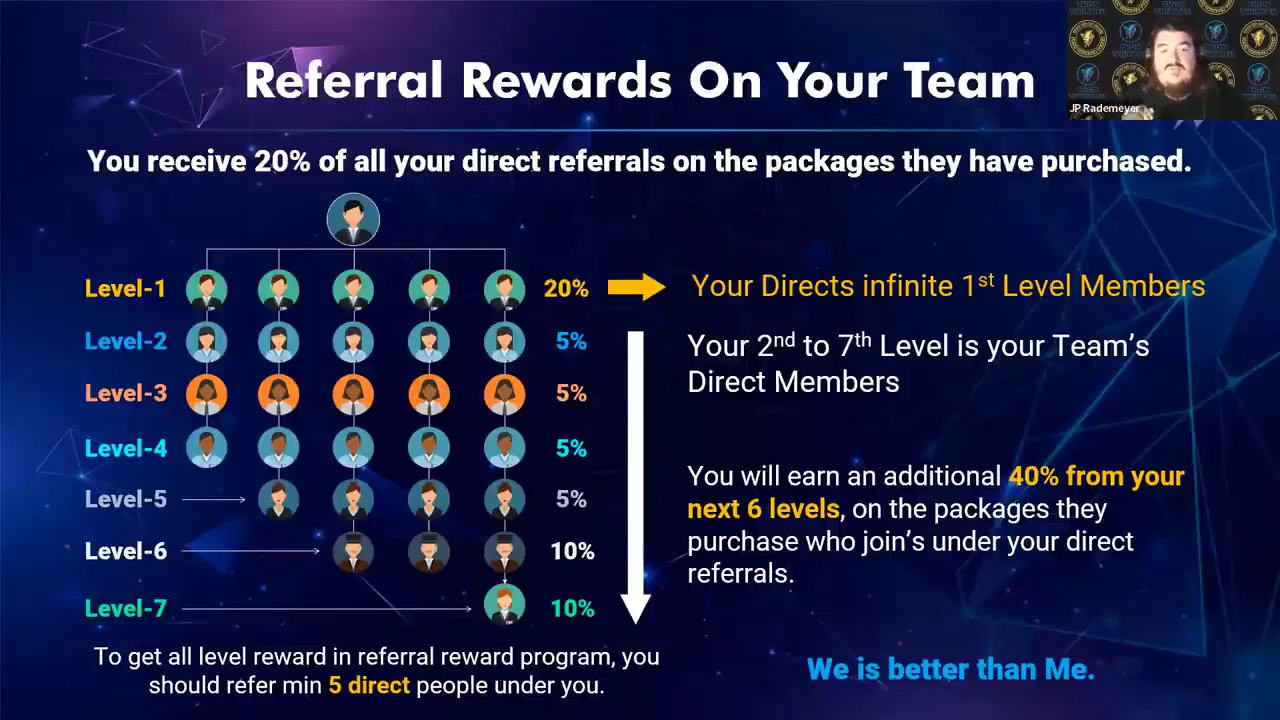 Referral Rewards On Your Team
JP Rademeyer
You receive 20% of all your direct referrals on the packages they have purchased.
Level-1 20% Your Directs infinite 1st Level Members
Level-2 5%
Level-3 5%
Level-4 5%
Level-5 5%
Level-6 10%
Level-7 10%
Your 2nd to 7th Level is your Team's
Direct Members
You will earn an additional 40% from your
next 6 levels, on the packages they
purchase who join's under your direct
referrals.
To get all level reward in referral reward program, you
should refer min 5 direct people under you.
We is better than Me.